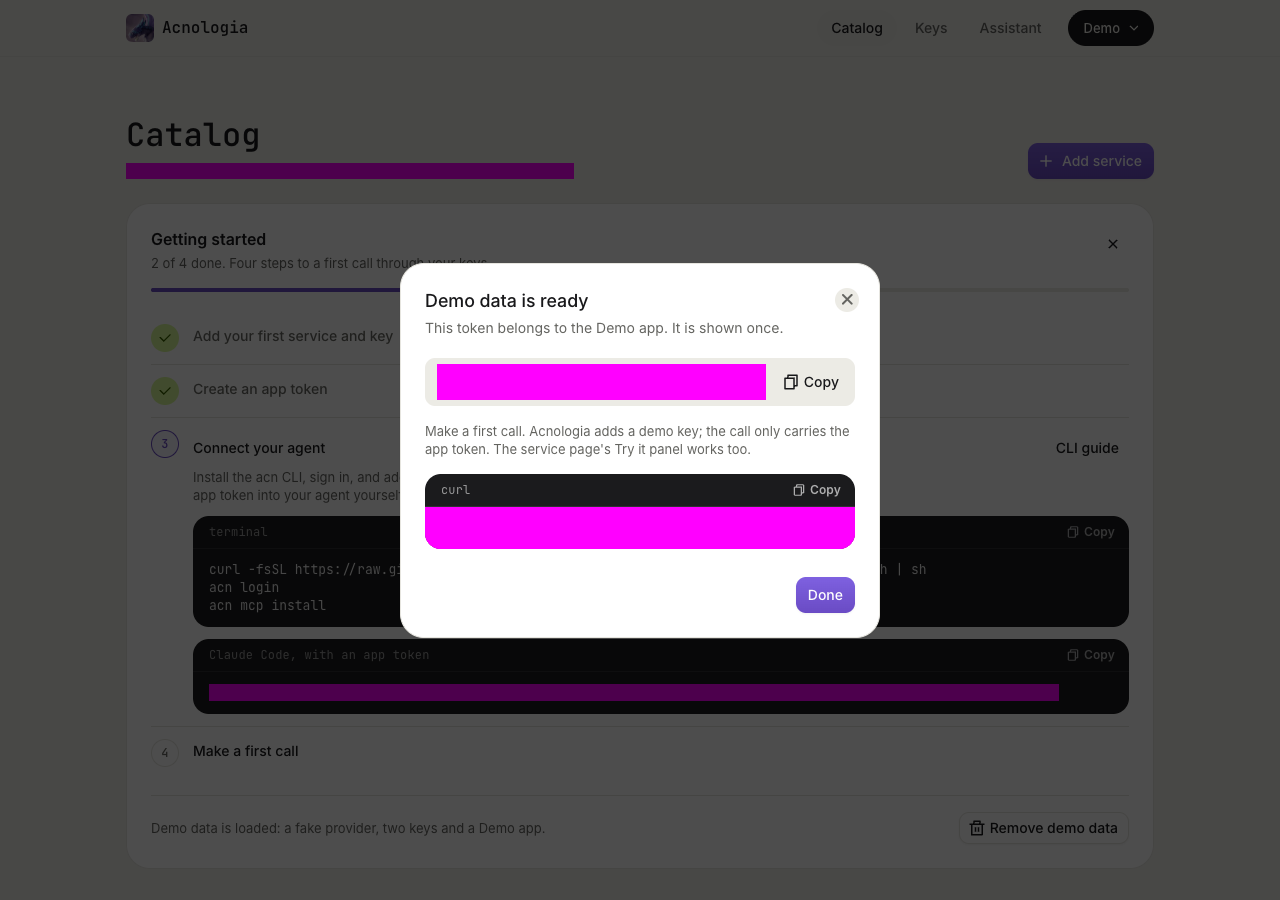 Acnologia
Catalog
Keys
Assistant
Demo
Catalog
Add service
Getting started
2 of 4 done. Four steps to a first call through your keys.
Add your first service and key
Create an app token
3
Connect your agent
CLI guide
Install the acn CLI, sign in, and
app token into your agent
terminal
Copy
curl -fsSL https://raw. | sh
acn login
acn mcp install
Claude Code, with an app token
Copy
4
Make a first call
Demo data is loaded: a fake provider, two keys and a Demo app.
Remove demo data
Demo data is ready
This token belongs to the Demo app. It is shown once.
Copy
Make a first call. Acnologia adds a demo key; the call only carries the
app token. The service page's Try it panel works too.
curl
Copy
Done